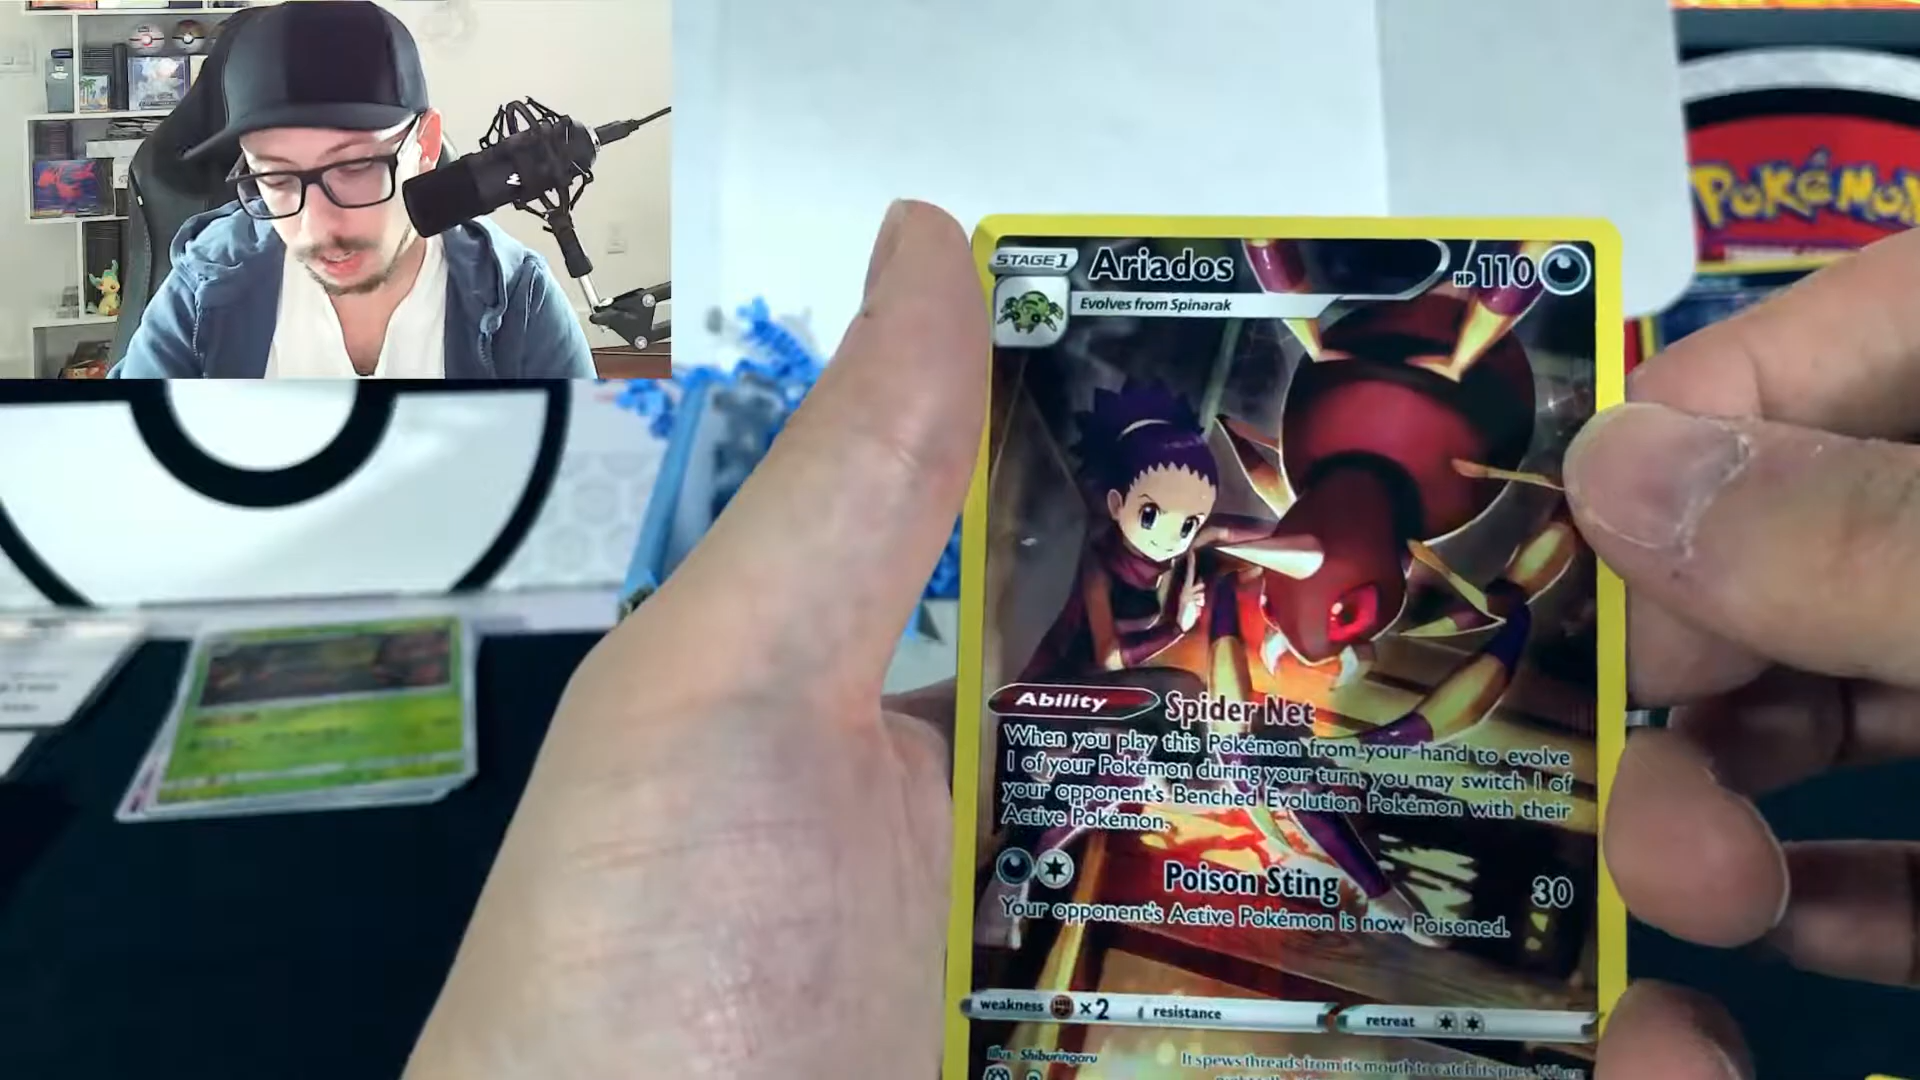 POKéMON
STAGE1 Ariados HP 110
Evolves from Spinarak
Ability Spider Net
When you play this Pokémon from your hand to evolve
1 of your Pokémon during your turn, you may switch 1 of
your opponent's Benched Evolution Pokémon with their
Active Pokémon.
Poison Sting 30
Your opponent's Active Pokémon is now Poisoned.
weakness ×2 resistance retreat
Illus. Shibuzoh.
It spews threads from its mouth to catch its prey. When